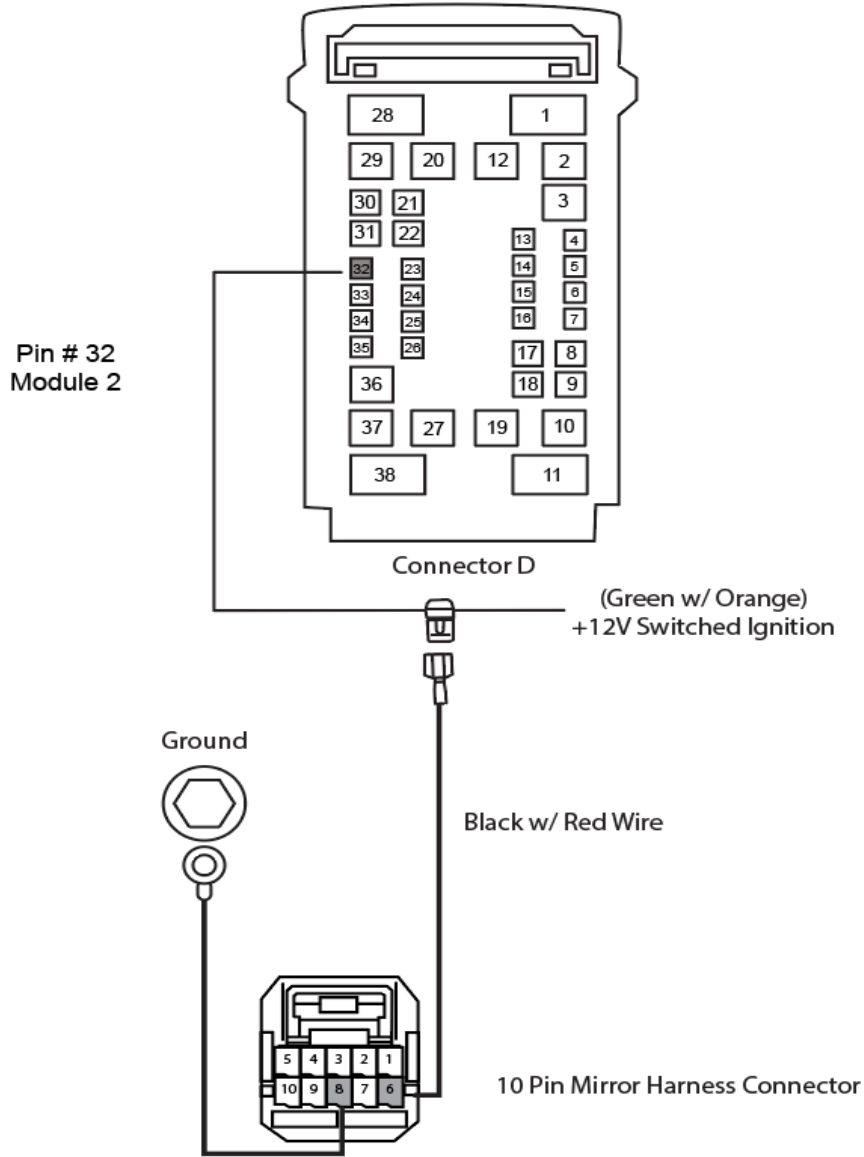 28 1
29 20 12 2
30 21 3
31 22
13 4
32 23 14 5
33 24 15 6
34 25 16 7
35 26 17 8
36 18 9
37 27 19 10
38 11
Pin # 32
Module 2
Connector D
(Green w/ Orange)
+12V Switched Ignition
Ground
Black w/ Red Wire
5 4 3 2 1
10 9 8 7 6
10 Pin Mirror Harness Connector